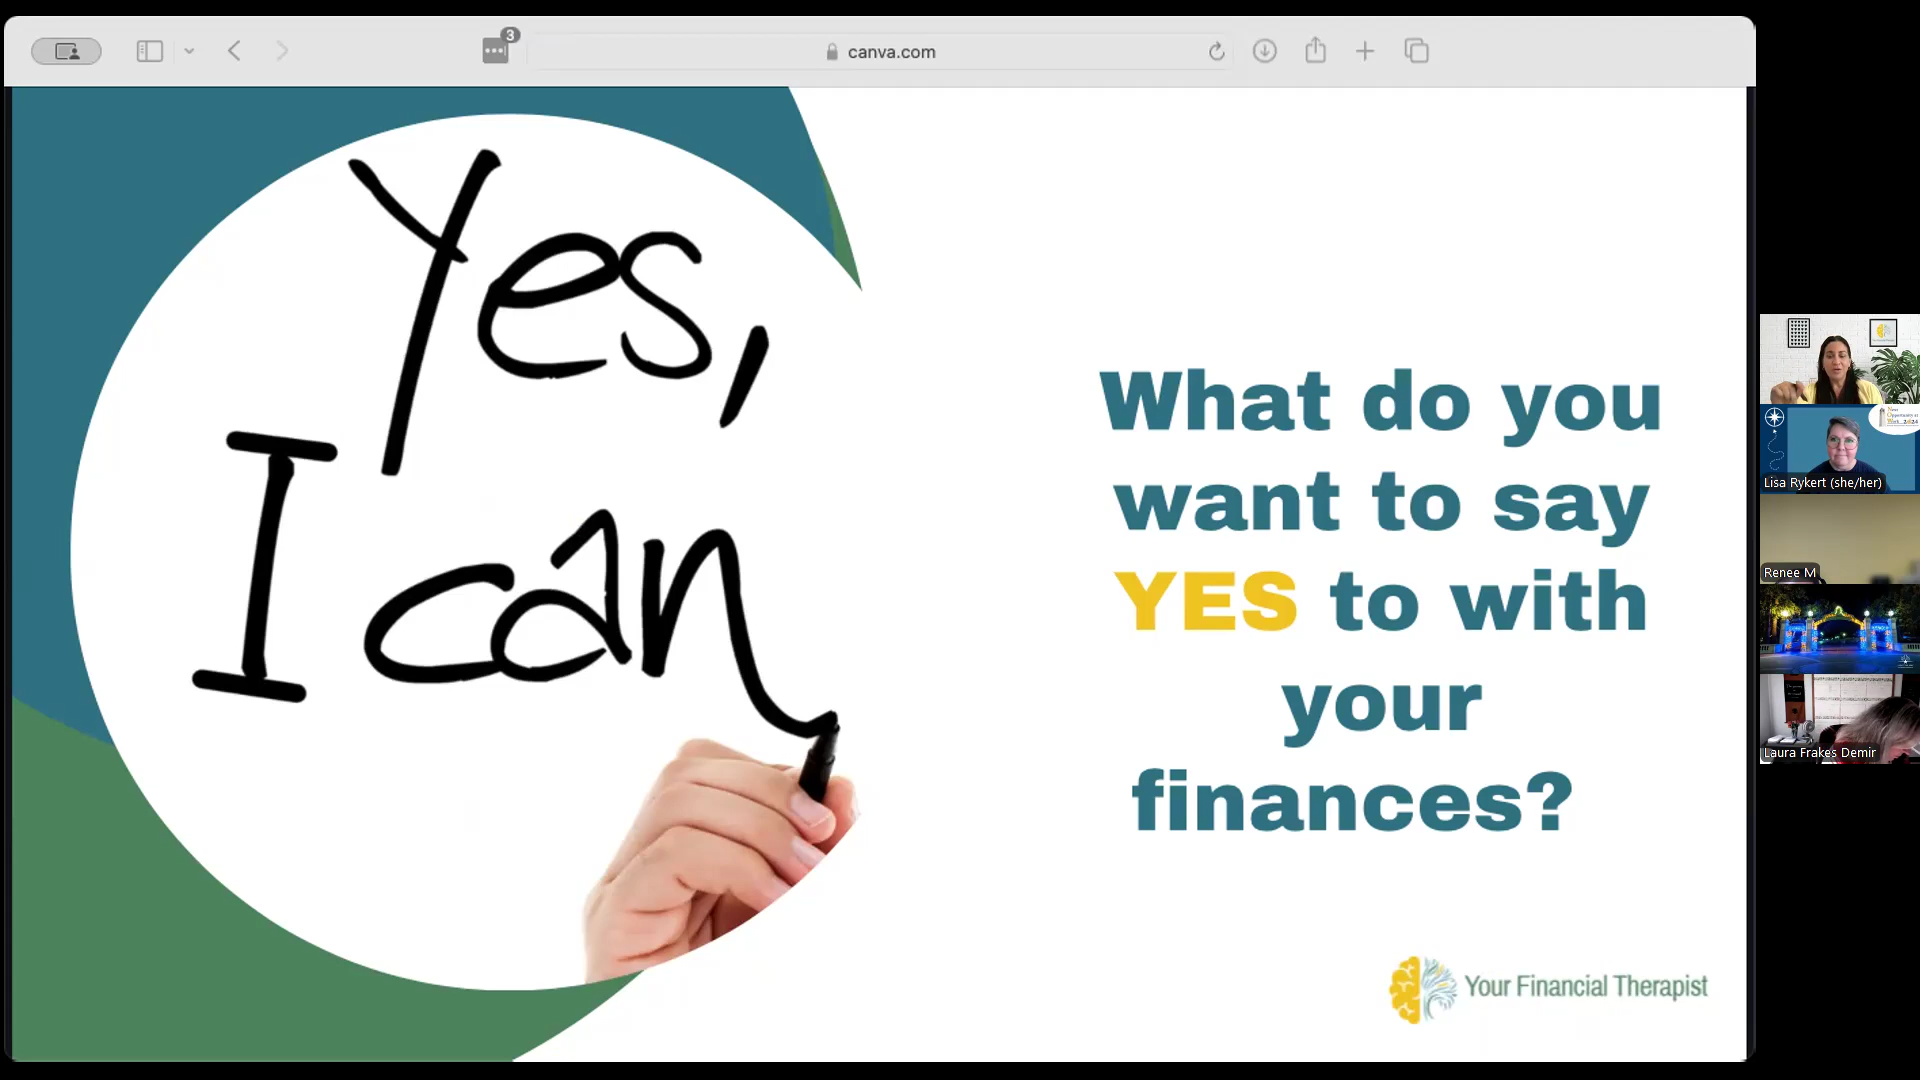 3
canva.com
Yes,
I can
What do you
want to say
YES to with
your
finances?
Your Financial Therapist
Lisa Rykert (she/her)
Renee M
Laura Frakes Demir